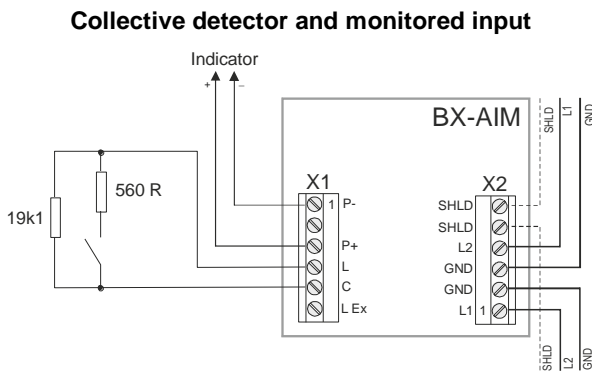 Collective detector and monitored input
Indicator
+ –
BX-AIM
SHLD
L1
GND
X1
X2
19k1
560 R
1 P-
P+
L
C
L Ex
SHLD
SHLD
L2
GND
GND
L1 1
SHLD
L2
GND